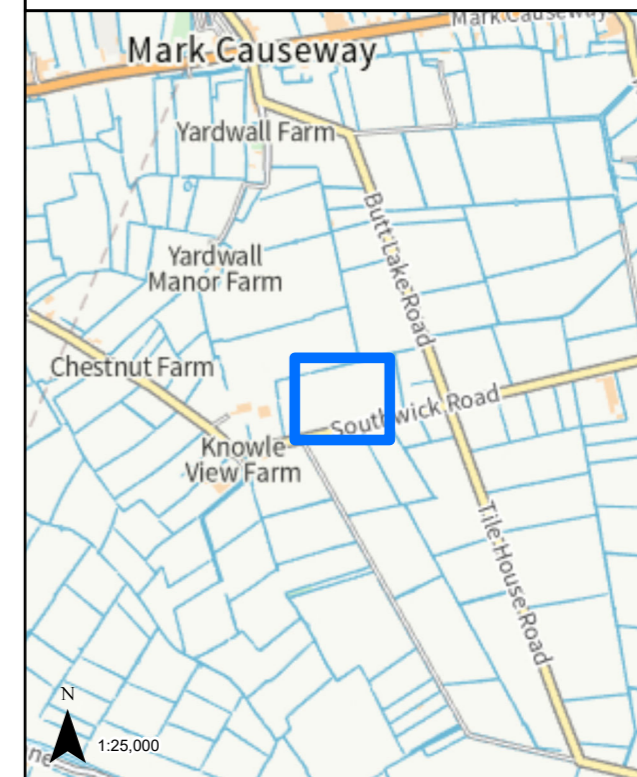 Mark Causeway
Mark Causeway
Yardwall Farm
Butt Lake Road
Yardwall
Manor Farm
Chestnut Farm
Southwick Road
Knowle
View Farm
Tile House Road
N
1:25,000